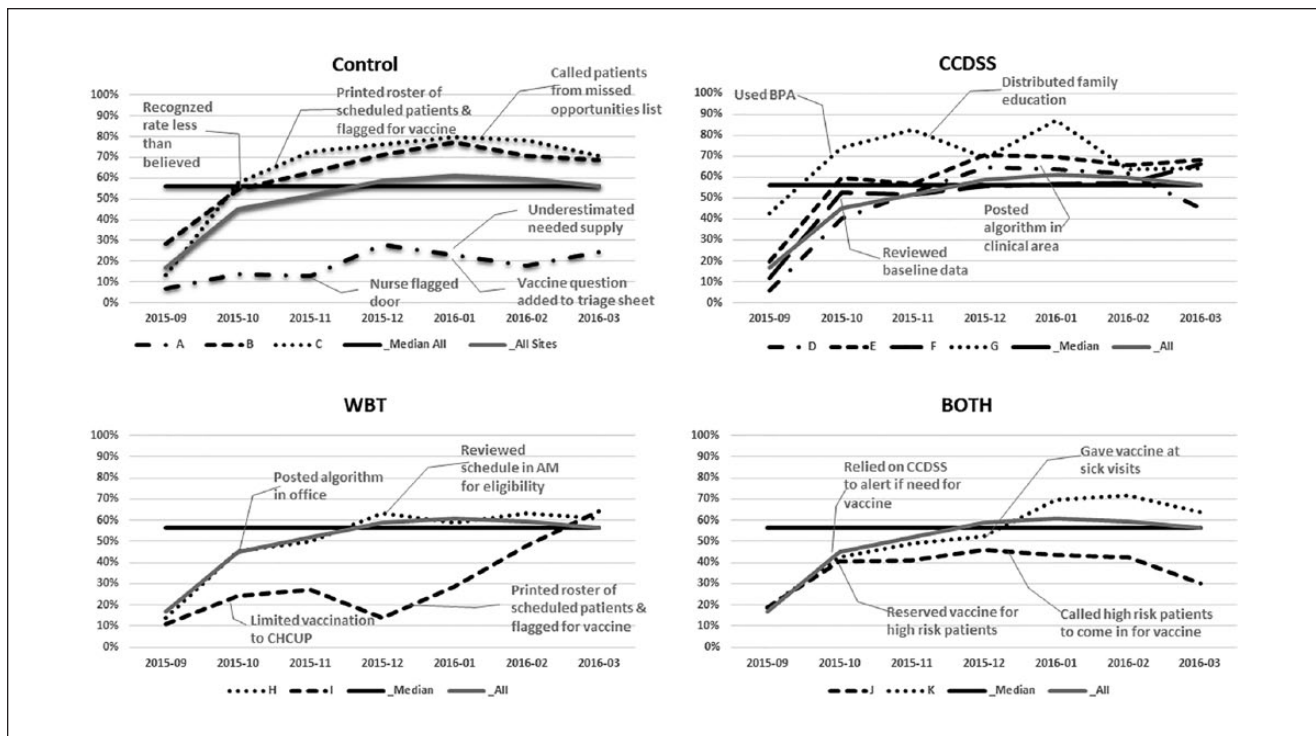 Control
100%
90%
80%
70%
60%
50%
40%
30%
20%
10%
0%
Recognzed
rate less
than
believed
Printed roster
of scheduled
patients &
flagged for vaccine
Called patients
from missed
opportunities list
Underestimated
needed supply
Nurse flagged
door
Vaccine question
added to triage sheet
2015-09 2015-10 2015-11 2015-12 2016-01 2016-02 2016-03
A B C _Median All _All Sites
CCDSS
100%
90%
80%
70%
60%
50%
40%
30%
20%
10%
0%
Used BPA
Distributed family
education
Reviewed
baseline data
Posted
algorithm in
clinical area
2015-09 2015-10 2015-11 2015-12 2016-01 2016-02 2016-03
D E F G _Median _All
WBT
100%
90%
80%
70%
60%
50%
40%
30%
20%
10%
0%
Posted algorithm
in office
Reviewed
schedule in AM
for eligibility
Limited vaccination
to CHCUP
Printed roster of
scheduled patients &
flagged for vaccine
2015-09 2015-10 2015-11 2015-12 2016-01 2016-02 2016-03
H I _Median _All
BOTH
100%
90%
80%
70%
60%
50%
40%
30%
20%
10%
0%
Relied on CCDSS
to alert if need for
vaccine
Gave vaccine at
sick visits
Reserved vaccine for
high risk patients
Called high risk patients
to come in for vaccine
2015-09 2015-10 2015-11 2015-12 2016-01 2016-02 2016-03
J K _Median _All